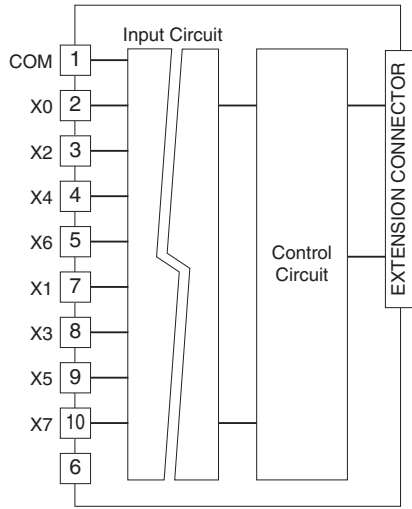 Input Circuit
COM 1
X0 2
X2 3
X4 4
X6 5
X1 7
X3 8
X5 9
X7 10
6
Control
Circuit
EXTENSION CONNECTOR